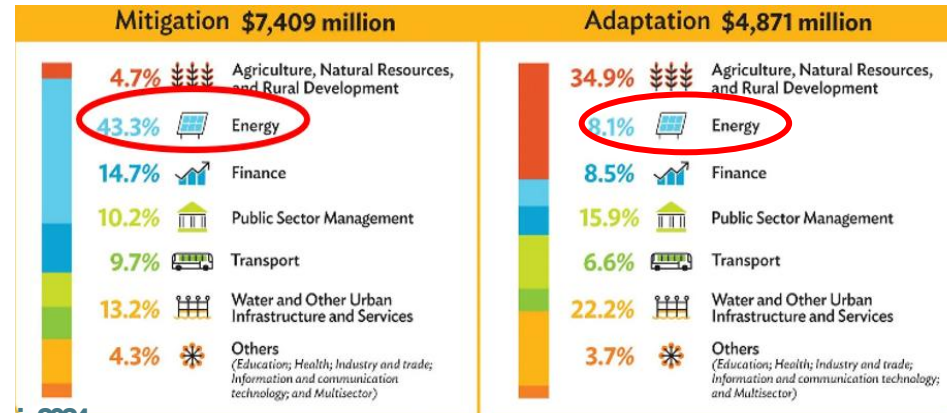 Mitigation $7,409 million
4.7% Agriculture, Natural Resources,
and Rural Development
43.3% Energy
14.7% Finance
10.2% Public Sector Management
9.7% Transport
13.2% Water and Other Urban
Infrastructure and Services
4.3% Others
(Education; Health; Industry and trade;
Information and communication
technology; and Multisector)
Adaptation $4,871 million
34.9% Agriculture, Natural Resources,
and Rural Development
8.1% Energy
8.5% Finance
15.9% Public Sector Management
6.6% Transport
22.2% Water and Other Urban
Infrastructure and Services
3.7% Others
(Education; Health; Industry and trade;
Information and communication technology;
and Multisector)